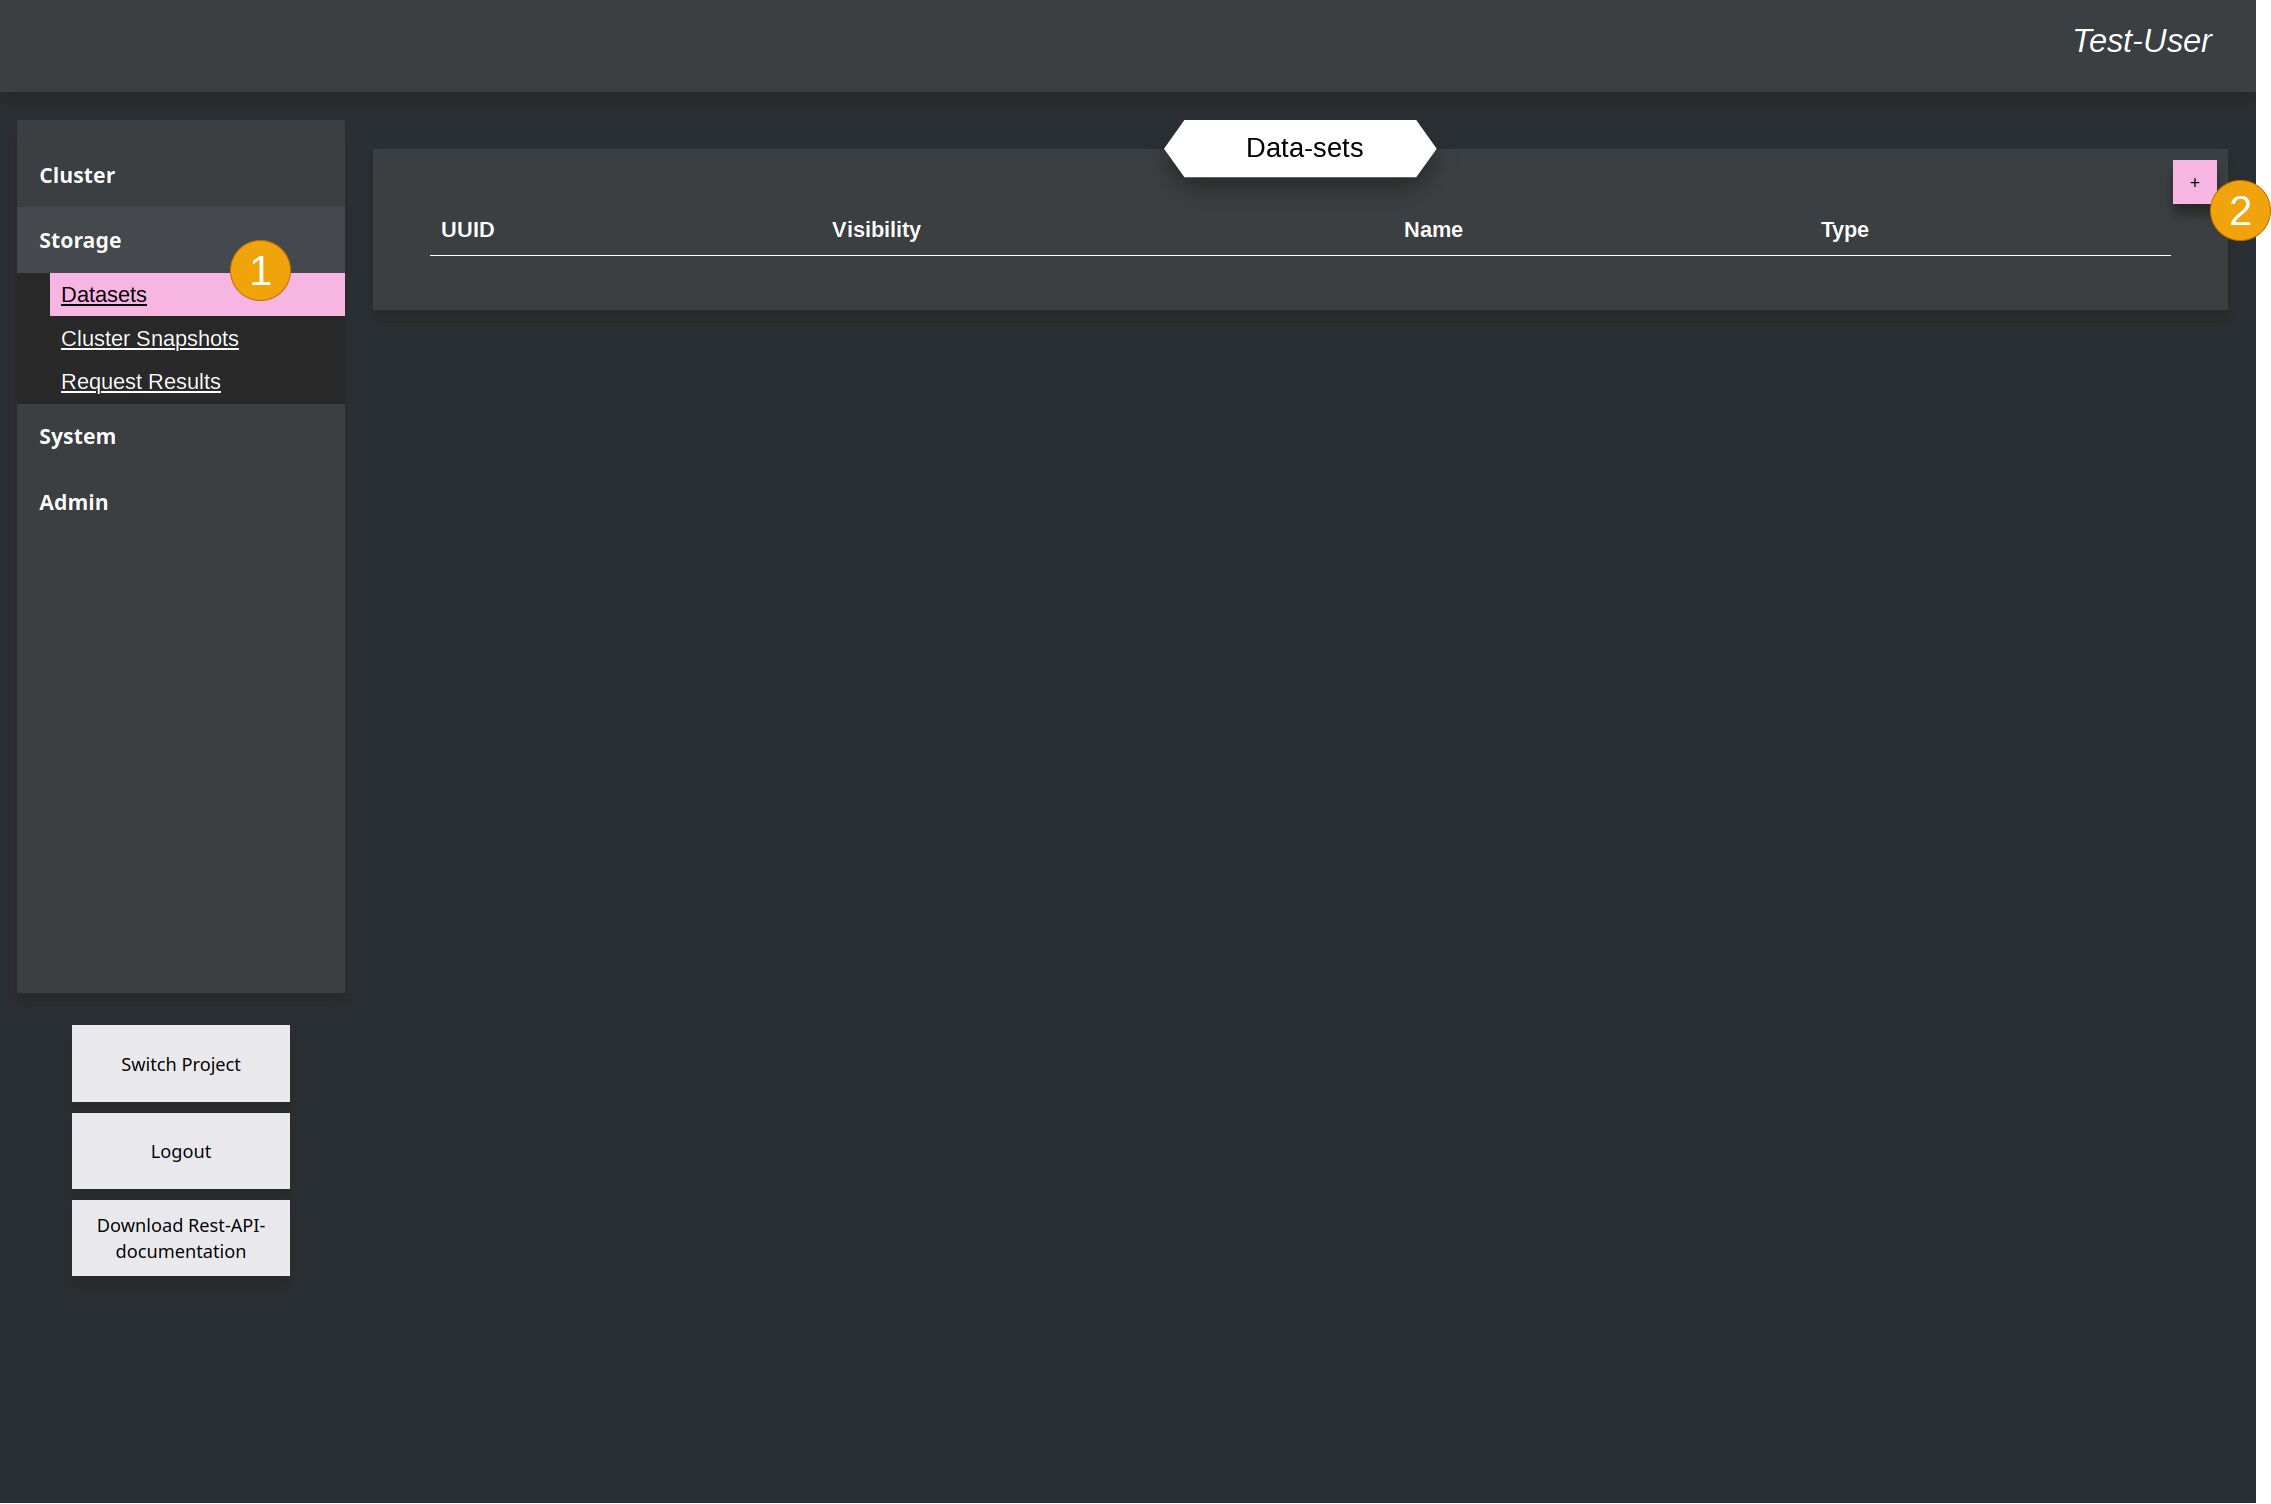 Test-User
Cluster
Storage
1
Datasets
Cluster Snapshots
Request Results
System
Admin
Switch Project
Logout
Download Rest-API-
documentation
Data-sets
+
2
UUID Visibility Name Type